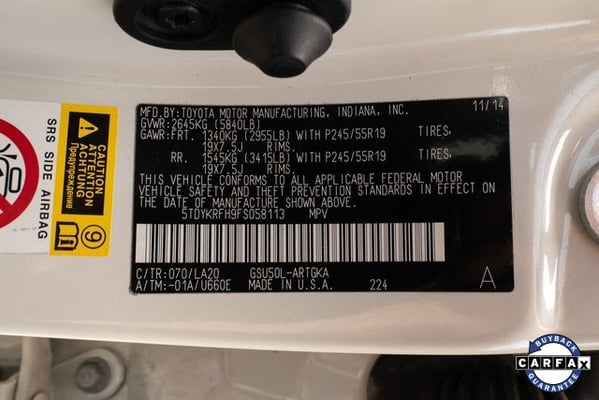 MFD. BY: TOYOTA MOTOR MANUFACTURING, INDIANA, INC. 11/14
GVWR: 2645KG (5840LB)
GAWR: FRT. 1340KG (2955LB) WITH P245/55R19 TIRES,
19X7.5J RIMS.
RR. 1545KG (3415LB) WITH P245/55R19 TIRES,
19X7.5J RIMS.
THIS VEHICLE CONFORMS TO ALL APPLICABLE FEDERAL MOTOR
VEHICLE SAFETY AND THEFT PREVENTION STANDARDS IN EFFECT ON
THE DATE OF MANUFACTURE SHOWN ABOVE.
5TDYKRFH9FS058113 MPV
C/TR: 070/LA20 GSU50L-ARTGKA
A/TM: -01A/U660E MADE IN U.S.A. 224 A
SRS SIDE AIRBAG
CAUTION
ATTENTION
ACHTUNG
Предупреждение
9
BUYBACK
CARFAX
GUARANTEE